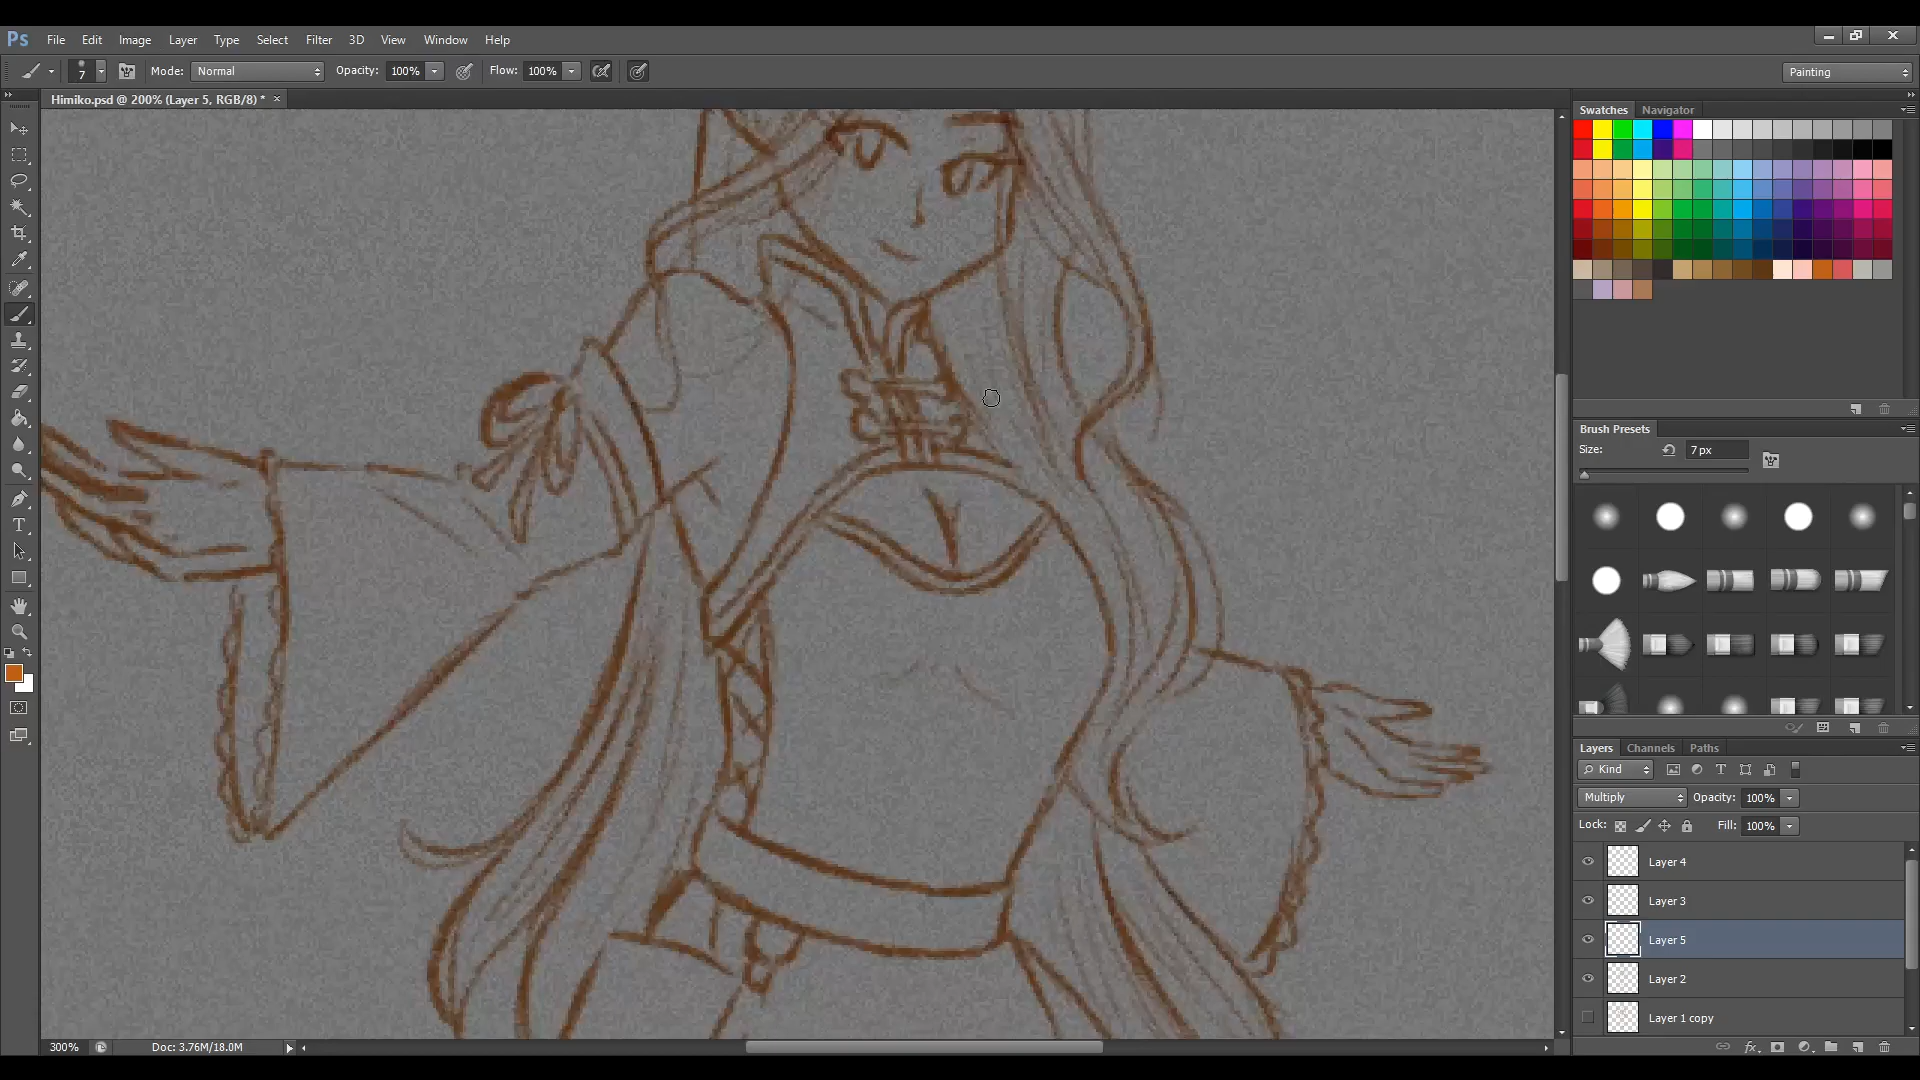 Ps File Edit Image Layer Type Select Filter 3D View Window Help
7 Mode: Normal Opacity: 100% Flow: 100% Painting
Himiko.psd @ 200% (Layer 5, RGB/8) * ×
Swatches Navigator
Brush Presets
Size: 7 px
Layers Channels Paths
Kind
Multiply Opacity: 100%
Lock: Fill: 100%
Layer 4
Layer 3
Layer 5
Layer 2
Layer 1 copy
300% Doc: 3.76M/18.0M